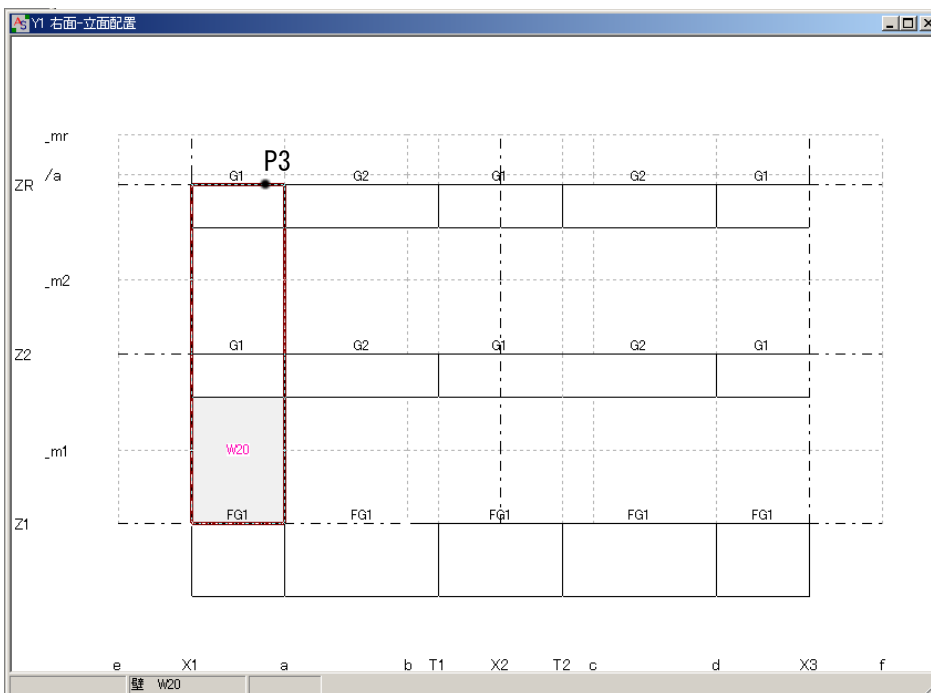 Y1 右面-立面配置
_mr
P3
/a
G1 G2 G1 G2 G1
ZR
_m2
G1 G2 G1 G2 G1
Z2
W20
_m1
FG1 FG1 FG1 FG1 FG1
Z1
e X1 a b T1 X2 T2 c d X3 f
壁 W20